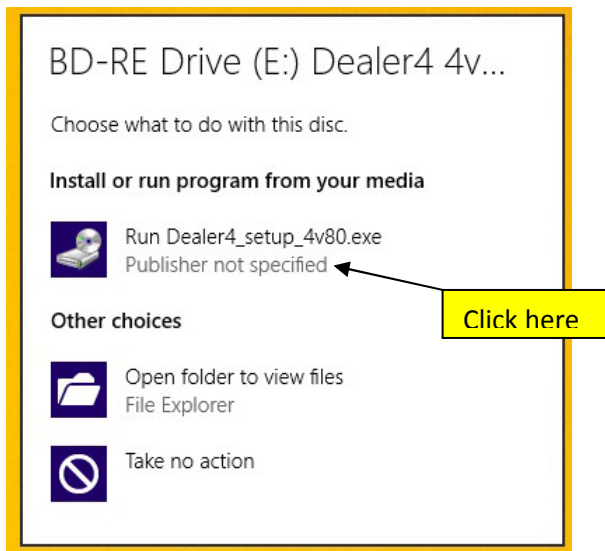 BD-RE Drive (E:) Dealer4 4v...
Choose what to do with this disc.
Install or run program from your media
Run Dealer4_setup_4v80.exe
Publisher not specified
Click here
Other choices
Open folder to view files
File Explorer
Take no action